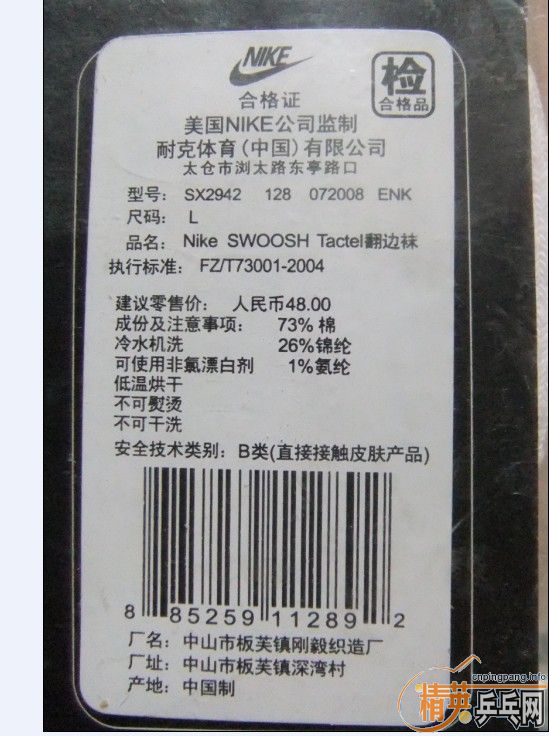 NIKE
检
合格品
合格证
美国NIKE公司监制
耐克体育(中国)有限公司
太仓市浏太路东亭路口
型号: SX2942 128 072008 ENK
尺码: L
品名: Nike SWOOSH Tactel翻边袜
执行标准: FZ/T73001-2004
建议零售价: 人民币48.00
成份及注意事项: 73% 棉
冷水机洗 26%锦纶
可使用非氯漂白剂 1%氨纶
低温烘干
不可熨烫
不可干洗
安全技术类别: B类(直接接触皮肤产品)
8 85259 11289 2
厂名: 中山市板芙镇刚毅织造厂
厂址: 中山市板芙镇深湾村
产地: 中国制
cnpingpang.info
精英乒乓网